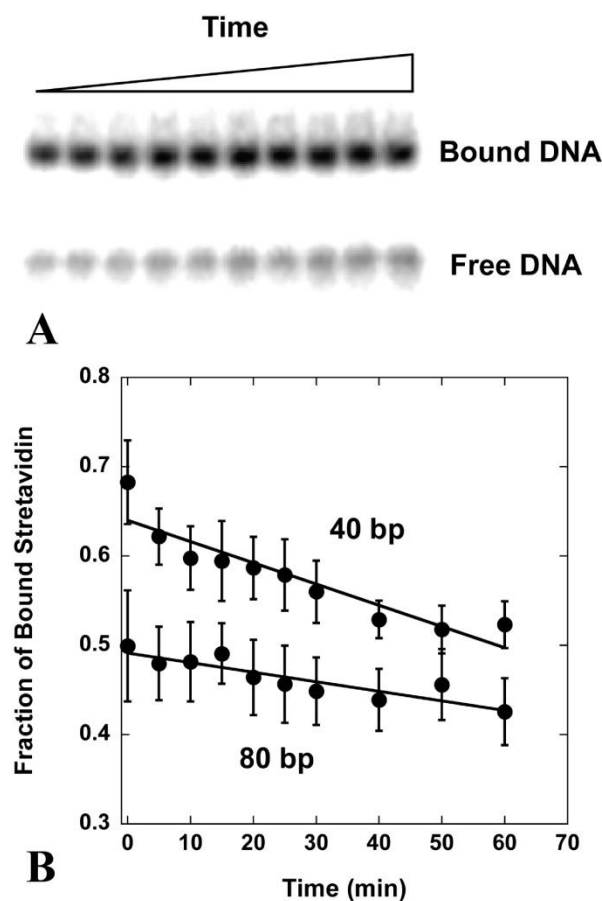 Time
Bound DNA
Free DNA
A
0.8
0.7
0.6
0.5
0.4
0.3
Fraction of Bound Stretavidin
40 bp
80 bp
0 10 20 30 40 50 60 70
Time (min)
B